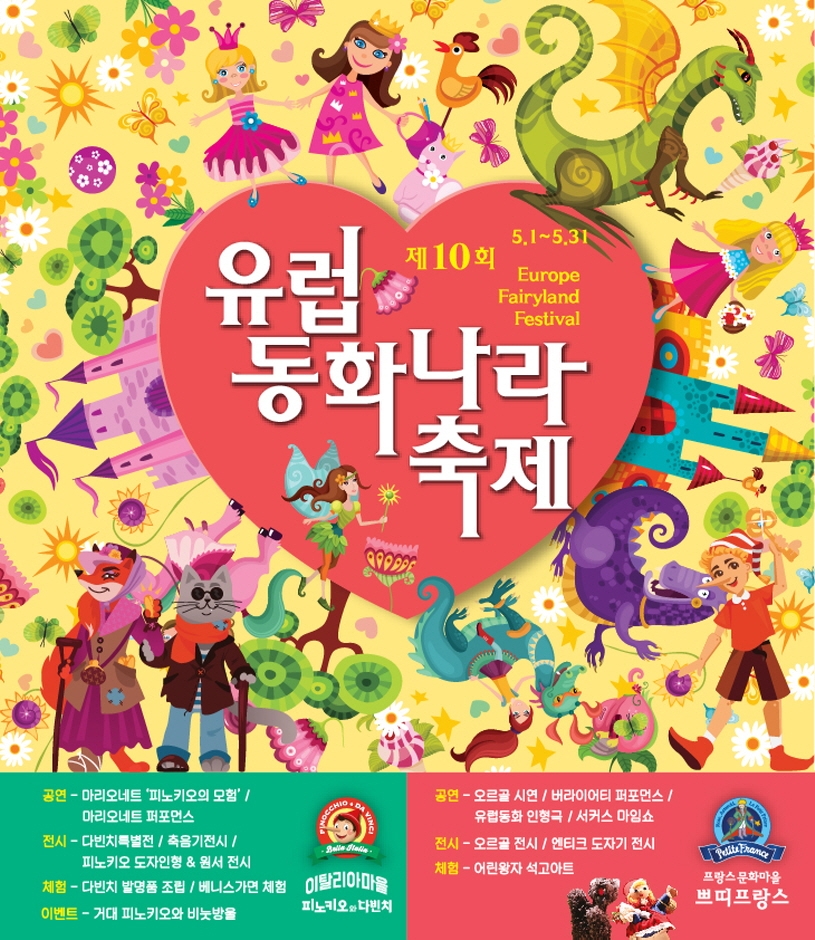 제10회
5.1~5.31
Europe
Fairyland
Festival
유럽
동화나라
축제
공연 - 마리오네트 '피노키오의 모험' /
마리오네트 퍼포먼스
전시 - 다빈치특별전 / 축음기전시 /
피노키오 도자인형 & 원서 전시
체험 - 다빈치 발명품 조립 / 베니스가면 체험
이벤트 - 거대 피노키오와 비눗방울
PINOCCHIO & DA VINCI
Bella Italia
이탈리아마을
피노키오와 다빈치
공연 - 오르골 시연 / 버라이어티 퍼포먼스 /
유럽동화 인형극 / 서커스 마임쇼
전시 - 오르골 전시 / 엔티크 도자기 전시
체험 - 어린왕자 석고아트
Petite France
프랑스 문화마을
쁘띠프랑스